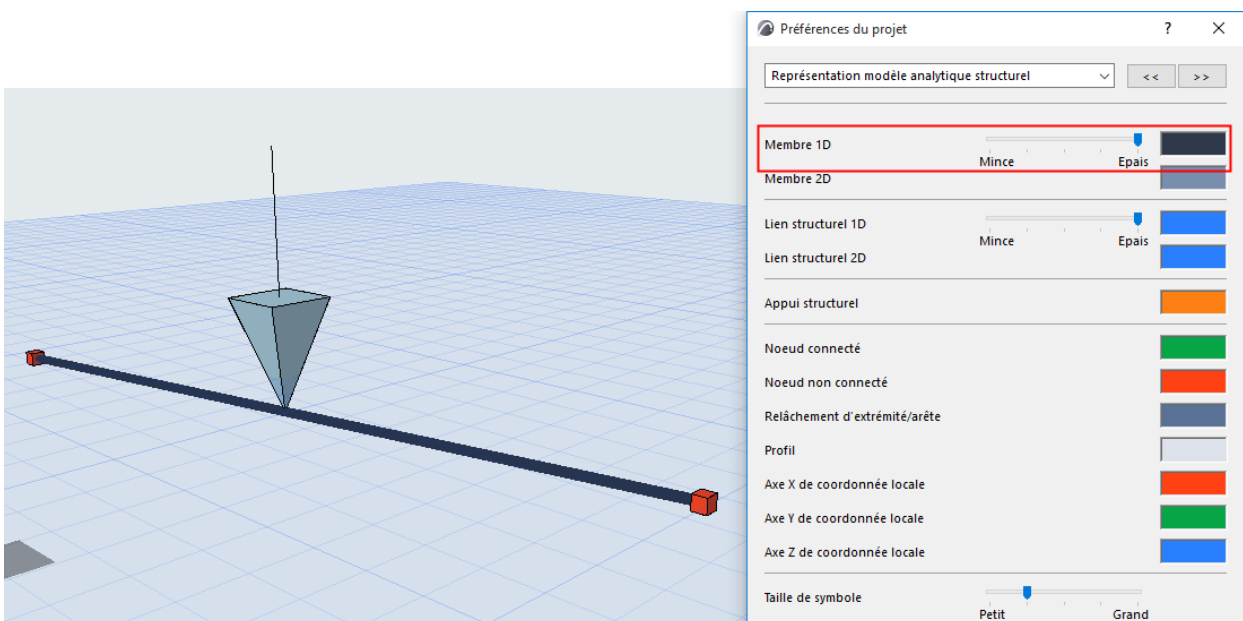 Préférences du projet ? ×
Représentation modèle analytique structurel << >>
Membre 1D
Mince Epais
Membre 2D
Lien structurel 1D
Mince Epais
Lien structurel 2D
Appui structurel
Noeud connecté
Noeud non connecté
Relâchement d'extrémité/arête
Profil
Axe X de coordonnée locale
Axe Y de coordonnée locale
Axe Z de coordonnée locale
Taille de symbole
Petit Grand